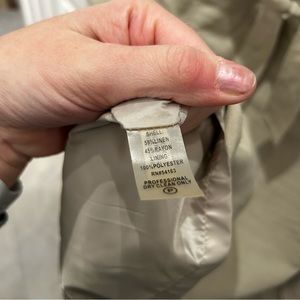 SHELL
55%LINEN
45%RAYON
LINING
100%POLYESTER
RN#54163
PROFESSIONAL
DRY CLEAN ONLY
P